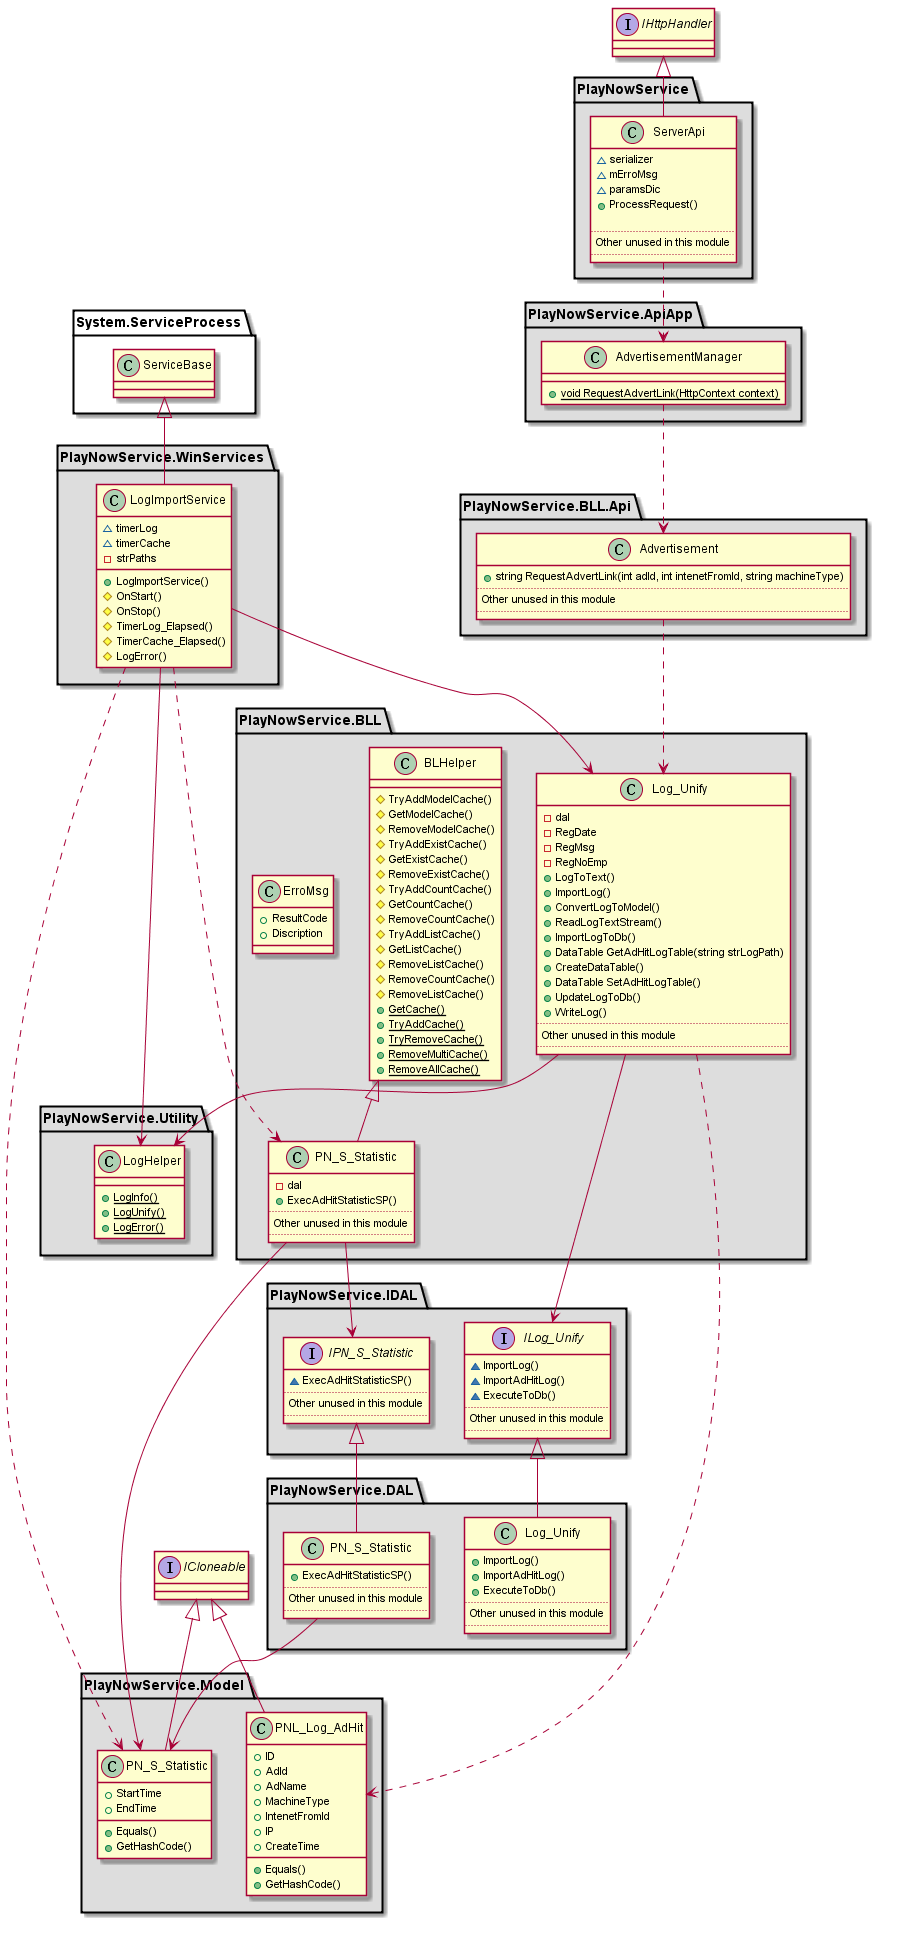 I IHttpHandler
PlayNowService
C ServerApi
serializer
mErroMsg
paramsDic
ProcessRequest()
Other unused in this module
PlayNowService.ApiApp
C AdvertisementManager
void RequestAdvertLink(HttpContext context)
System.ServiceProcess
C ServiceBase
PlayNowService.WinServices
C LogImportService
timerLog
timerCache
strPaths
LogImportService()
OnStart()
OnStop()
TimerLog_Elapsed()
TimerCache_Elapsed()
LogError()
PlayNowService.BLL.Api
C Advertisement
string RequestAdvertLink(int adId, int intenetFromId, string machineType)
Other unused in this module
PlayNowService.BLL
C ErroMsg
ResultCode
Discription
C BLHelper
TryAddModelCache()
GetModelCache()
RemoveModelCache()
TryAddExistCache()
GetExistCache()
RemoveExistCache()
TryAddCountCache()
GetCountCache()
RemoveCountCache()
TryAddListCache()
GetListCache()
RemoveListCache()
RemoveCountCache()
RemoveListCache()
GetCache()
TryAddCache()
TryRemoveCache()
RemoveMultiCache()
RemoveAllCache()
C Log_Unify
dal
RegDate
RegMsg
RegNoEmp
LogToText()
ImportLog()
ConvertLogToModel()
ReadLogTextStream()
ImportLogToDb()
DataTable GetAdHitLogTable(string strLogPath)
CreateDataTable()
DataTable SetAdHitLogTable()
UpdateLogToDb()
WriteLog()
Other unused in this module
C PN_S_Statistic
dal
ExecAdHitStatisticSP()
Other unused in this module
PlayNowService.Utility
C LogHelper
LogInfo()
LogUnify()
LogError()
PlayNowService.IDAL
I IPN_S_Statistic
ExecAdHitStatisticSP()
Other unused in this module
I ILog_Unify
ImportLog()
ImportAdHitLog()
ExecuteToDb()
Other unused in this module
PlayNowService.DAL
C PN_S_Statistic
ExecAdHitStatisticSP()
Other unused in this module
C Log_Unify
ImportLog()
ImportAdHitLog()
ExecuteToDb()
Other unused in this module
I ICloneable
PlayNowService.Model
C PN_S_Statistic
StartTime
EndTime
Equals()
GetHashCode()
C PNL_Log_AdHit
ID
AdId
AdName
MachineType
IntenetFromId
IP
CreateTime
Equals()
GetHashCode()